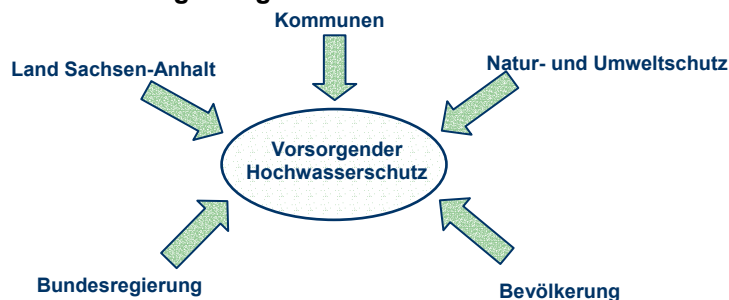 Kommunen
Land Sachsen-Anhalt
Natur- und Umweltschutz
Vorsorgender
Hochwasserschutz
Bundesregierung
Bevölkerung